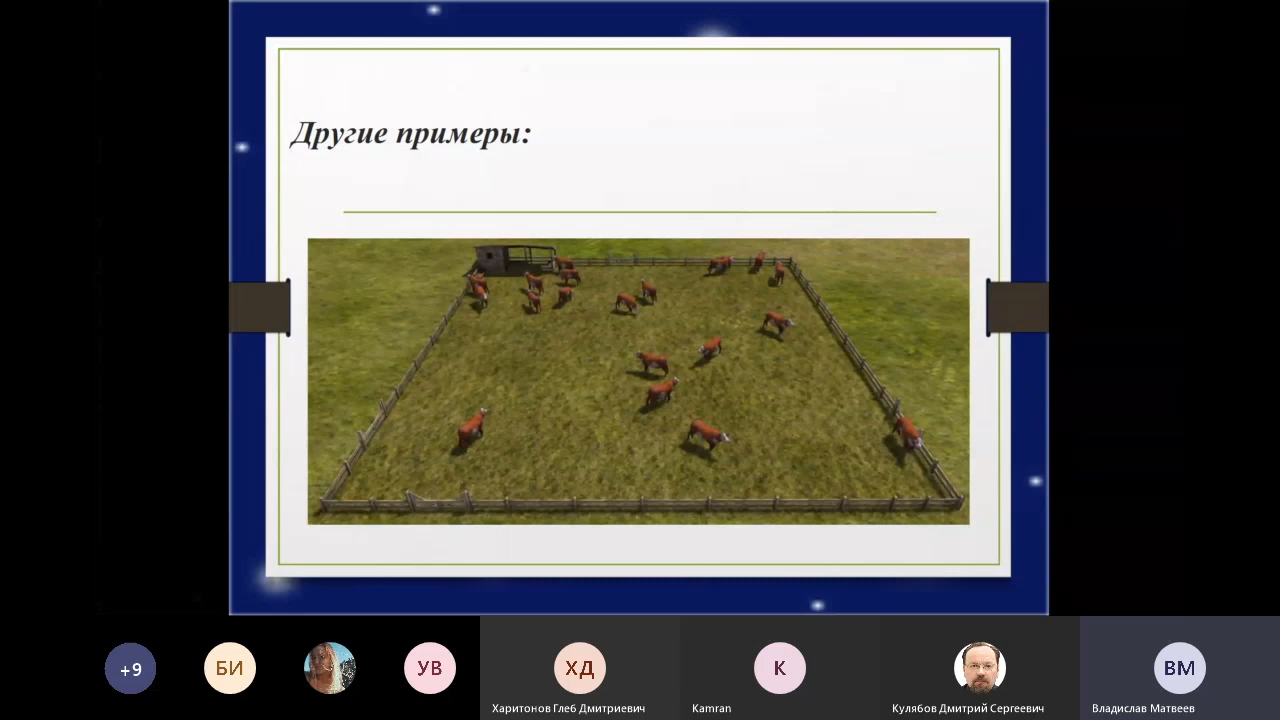 Другие примеры:
+9
БИ
УВ
ХД
К
ВМ
Харитонов Глеб Дмитриевич
Kamran
Кулябов Дмитрий Сергеевич
Владислав Матвеев